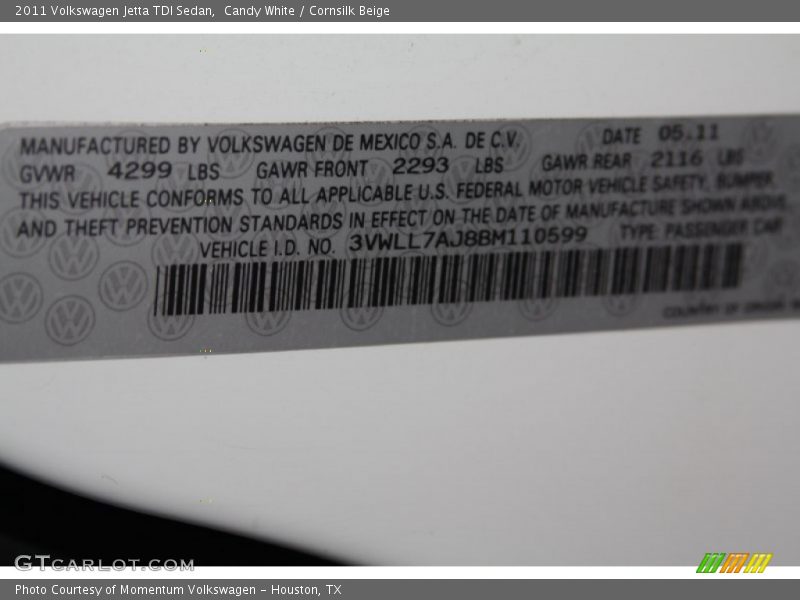 2011 Volkswagen Jetta TDI Sedan, Candy White / Cornsilk Beige
MANUFACTURED BY VOLKSWAGEN DE MEXICO S.A. DE C.V. DATE 05.11
GVWR 4299 LBS GAWR FRONT 2293 LBS GAWR REAR 2116 LBS
THIS VEHICLE CONFORMS TO ALL APPLICABLE U.S. FEDERAL MOTOR VEHICLE SAFETY, BUMPER,
AND THEFT PREVENTION STANDARDS IN EFFECT ON THE DATE OF MANUFACTURE SHOWN ABOVE
VEHICLE I.D. NO. 3VWLL7AJ8BM110599 TYPE: PASSENGER CAR
COUNTRY OF ORIGIN
GTCARLOT.COM
Photo Courtesy of Momentum Volkswagen - Houston, TX